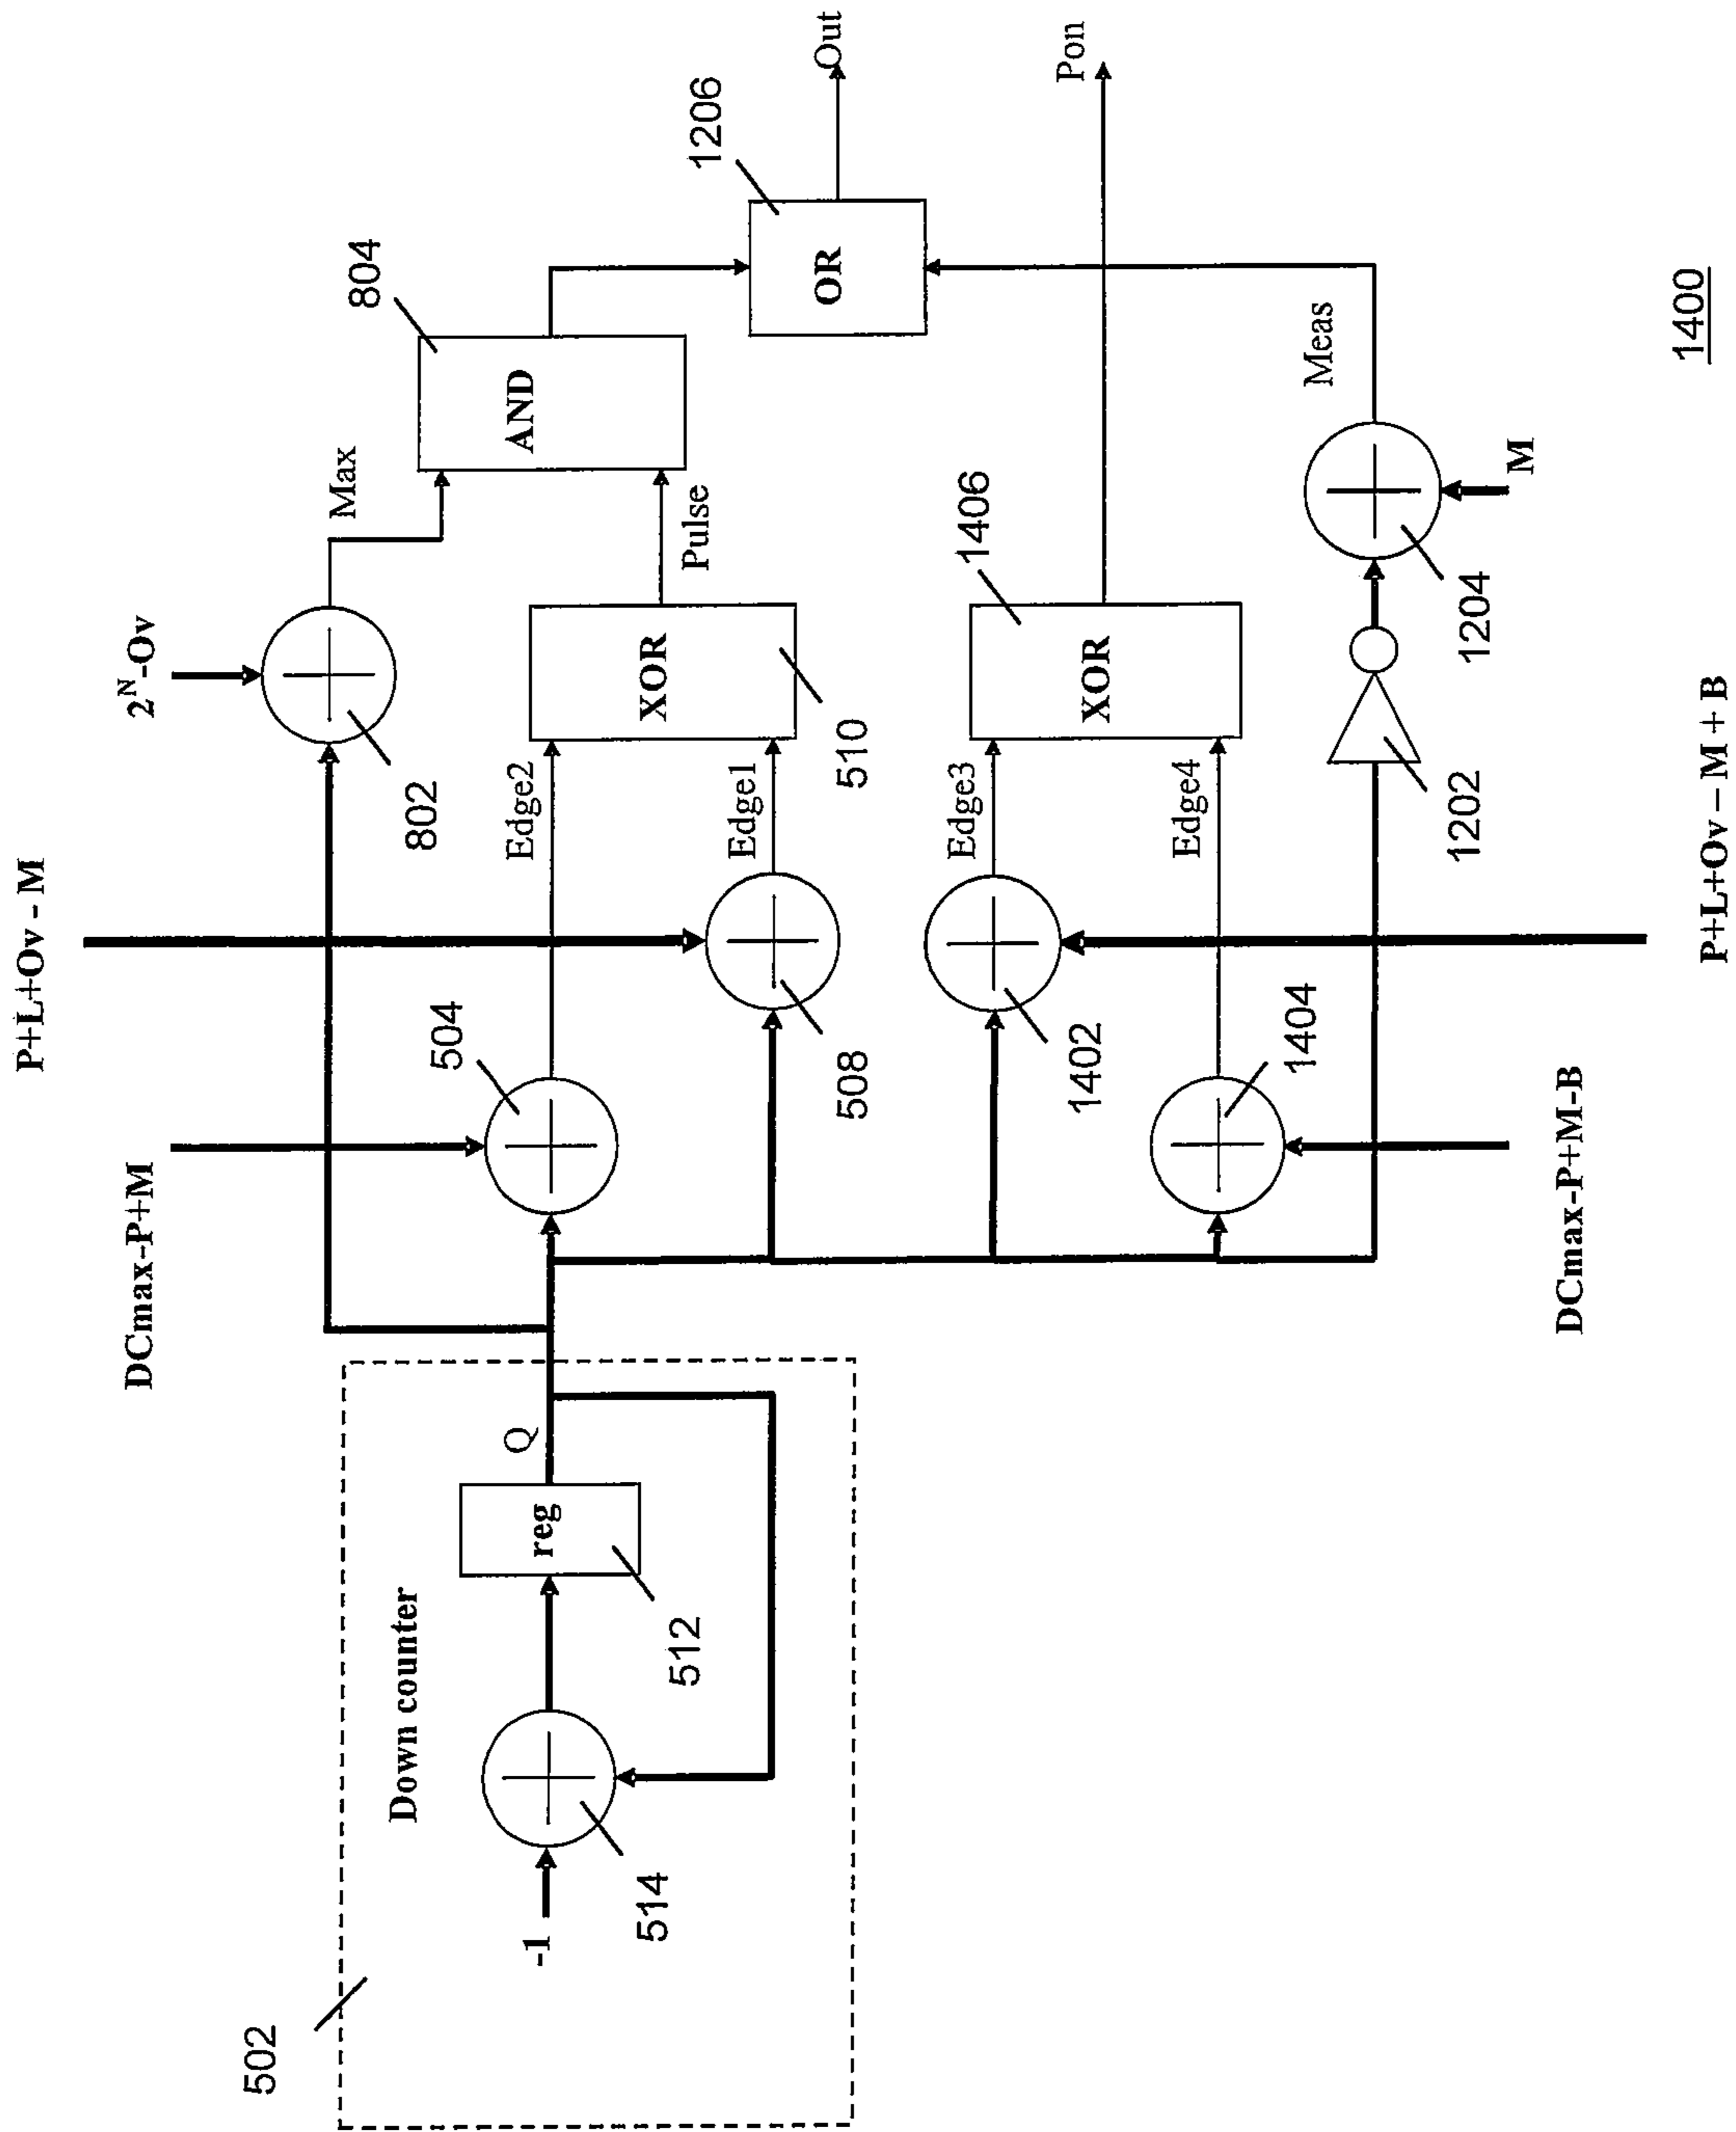 P+L+Ov - M
DCmax-P+M
2^N-Ov
502
Down counter
-1
514
reg
512
Q
504
508
802
Edge2
Edge1
XOR
510
Max
Pulse
804
AND
1206
OR
Out
1402
1404
Edge3
Edge4
XOR
1406
Pon
1202
1204
M
Meas
DCmax-P+M-B
P+L+Ov – M + B
1400